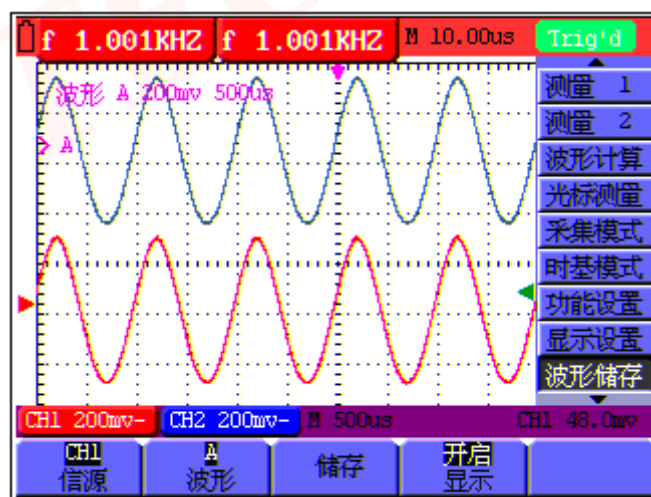 f 1.001KHZ f 1.001KHZ M 10.00us Trig'd
波形 A 200mv 500us
A
测量 1
测量 2
波形计算
光标测量
采集模式
时基模式
功能设置
显示设置
波形储存
CH1 200mv- CH2 200mv- M 500us CH1 48.0mv
CH1 A 储存 开启
信源 波形 显示